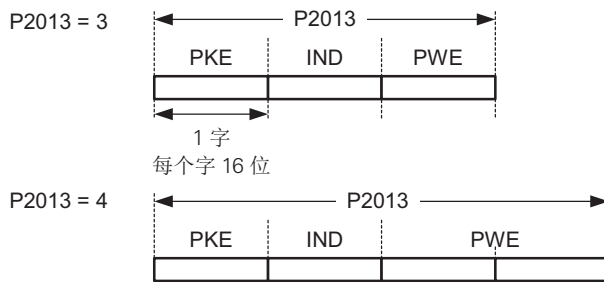 P2013 = 3
P2013
PKE IND PWE
1 字
每个字 16 位
P2013 = 4
P2013
PKE IND PWE